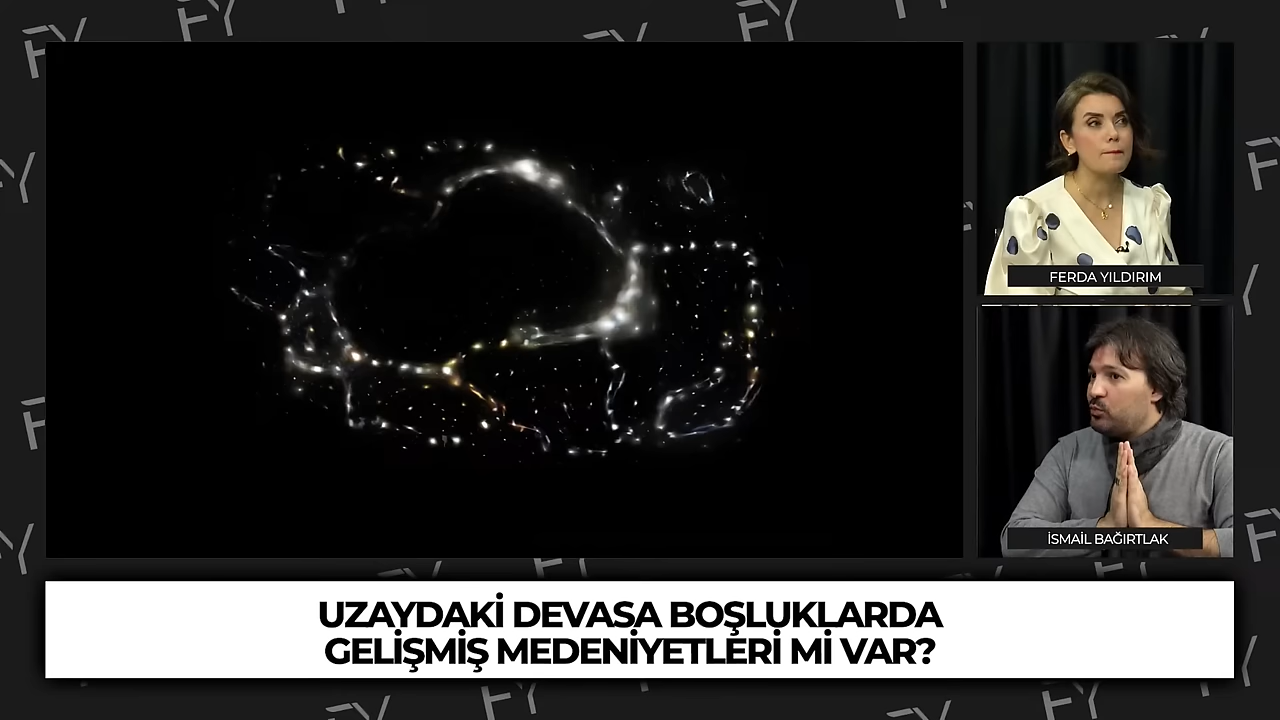 FERDA YILDIRIM
İSMAİL BAĞIRTLAK
UZAYDAKİ DEVASA BOŞLUKLARDA
GELİŞMİŞ MEDENİYETLERİ Mİ VAR?